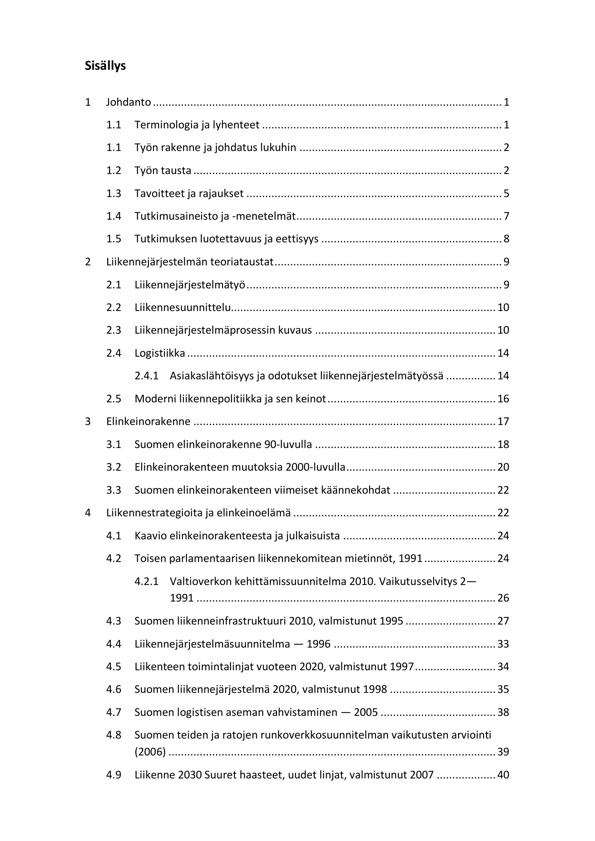 Sisällys
1 Johdanto ........ 1
1.1 Terminologia ja lyhenteet ........ 1
1.1 Työn rakenne ja johdatus lukuhin ........ 2
1.2 Työn tausta ........ 2
1.3 Tavoitteet ja rajaukset ........ 5
1.4 Tutkimusaineisto ja -menetelmät ........ 7
1.5 Tutkimuksen luotettavuus ja eettisyys ........ 8
2 Liikennejärjestelmän teoriataustat ........ 9
2.1 Liikennejärjestelmätyö ........ 9
2.2 Liikennesuunnittelu ........ 10
2.3 Liikennejärjestelmäprosessin kuvaus ........ 10
2.4 Logistiikka ........ 14
2.4.1 Asiakaslähtöisyys ja odotukset liikennejärjestelmätyössä ........ 14
2.5 Moderni liikennepolitiikka ja sen keinot ........ 16
3 Elinkeinorakenne ........ 17
3.1 Suomen elinkeinorakenne 90-luvulla ........ 18
3.2 Elinkeinorakenteen muutoksia 2000-luvulla ........ 20
3.3 Suomen elinkeinorakenteen viimeiset käännekohdat ........ 22
4 Liikennestrategioita ja elinkeinoelämä ........ 22
4.1 Kaavio elinkeinorakenteesta ja julkaisuista ........ 24
4.2 Toisen parlamentaarisen liikennekomitean mietinnöt, 1991 ........ 24
4.2.1 Valtioverkon kehittämissuunnitelma 2010. Vaikutusselvitys 2—
1991 ........ 26
4.3 Suomen liikenneinfrastruktuuri 2010, valmistunut 1995 ........ 27
4.4 Liikennejärjestelmäsuunnitelma — 1996 ........ 33
4.5 Liikenteen toimintalinjat vuoteen 2020, valmistunut 1997 ........ 34
4.6 Suomen liikennejärjestelmä 2020, valmistunut 1998 ........ 35
4.7 Suomen logistisen aseman vahvistaminen — 2005 ........ 38
4.8 Suomen teiden ja ratojen runkoverkkosuunnitelman vaikutusten arviointi
(2006) ........ 39
4.9 Liikenne 2030 Suuret haasteet, uudet linjat, valmistunut 2007 ........ 40